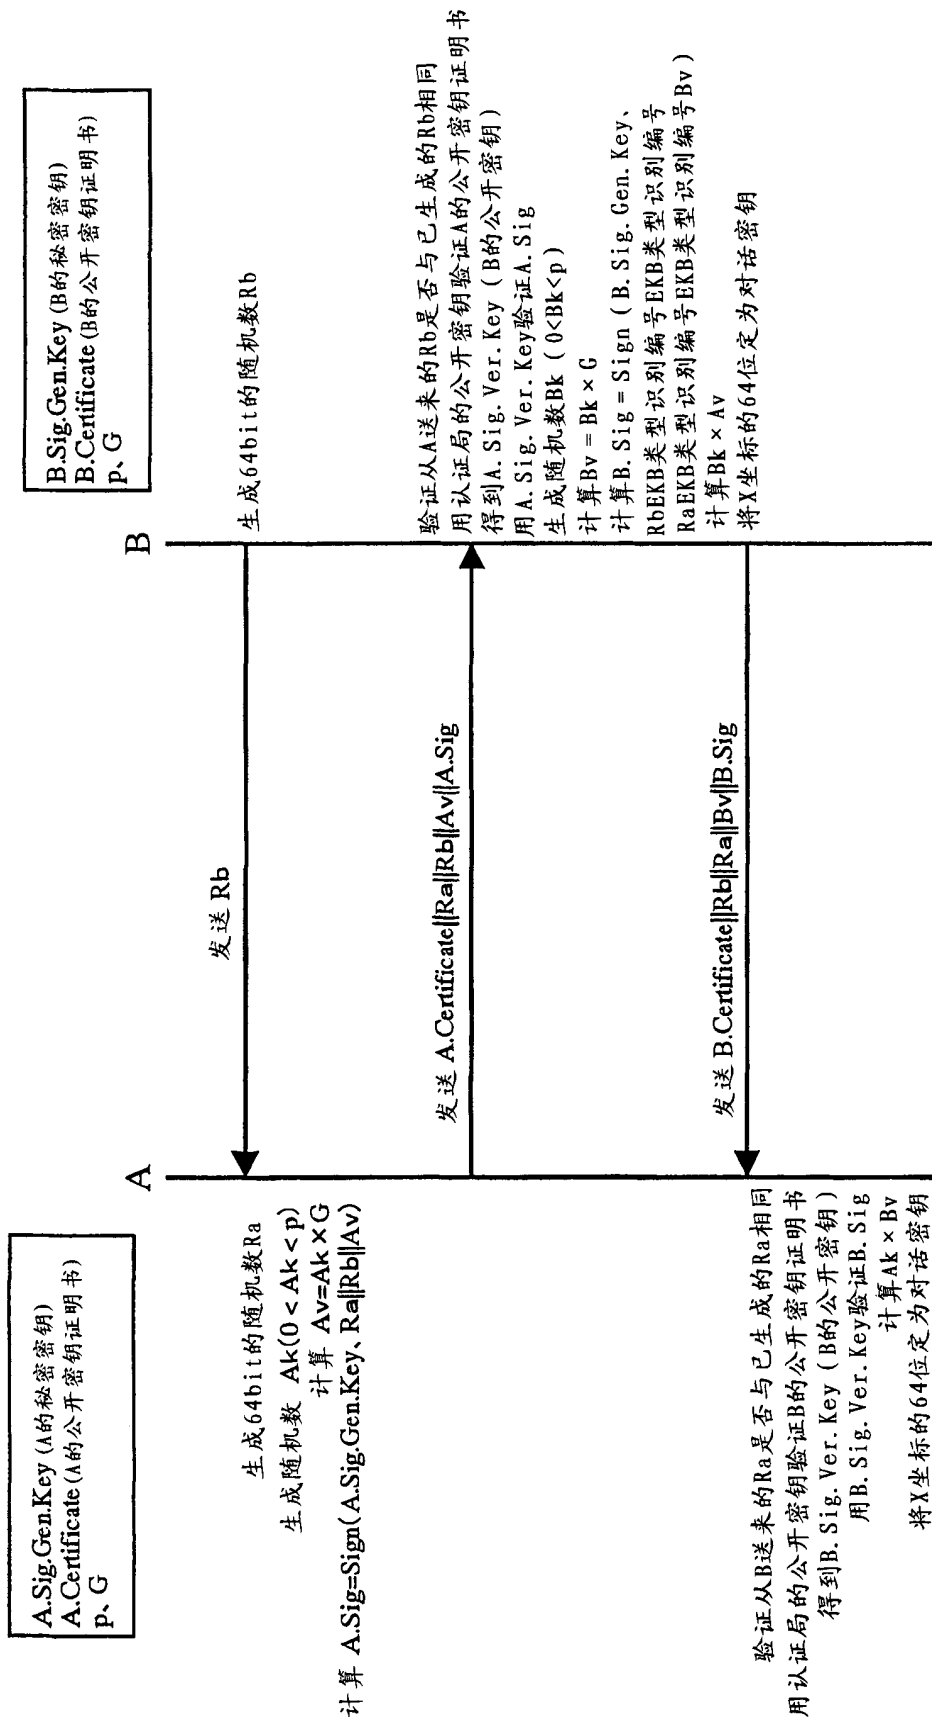 A.Sig.Gen.Key (A的秘密密钥)
A.Certificate (A的公开密钥证明书)
p、G
B.Sig.Gen.Key (B的秘密密钥)
B.Certificate (B的公开密钥证明书)
p、G
A
B
生成64bit的随机数Rb
发送 Rb
生成64bit的随机数Ra
生成随机数 Ak(0 < Ak < p)
计算 Av=Ak×G
计算 A.Sig=Sign(A.Sig.Gen.Key、Ra||Rb||Av)
发送 A.Certificate||Ra||Rb||Av||A.Sig
验证从A送来的Rb是否与已生成的Rb相同
用认证局的公开密钥验证A的公开密钥证明书
得到A.Sig.Ver.Key(B的公开密钥)
用A.Sig.Ver.Key验证A.Sig
生成随机数Bk(0<Bk<p)
计算Bv=Bk×G
计算B.Sig=Sign(B.Sig.Gen.Key、
RbEKB类型识别编号EKB类型识别编号
RaEKB类型识别编号EKB类型识别编号Bv)
计算Bk×Av
将X坐标的64位定为对话密钥
发送 B.Certificate||Rb||Ra||Bv||B.Sig
验证从B送来的Ra是否与已生成的Ra相同
用认证局的公开密钥验证B的公开密钥证明书
得到B.Sig.Ver.Key(B的公开密钥)
用B.Sig.Ver.Key验证B.Sig
计算Ak×Bv
将X坐标的64位定为对话密钥